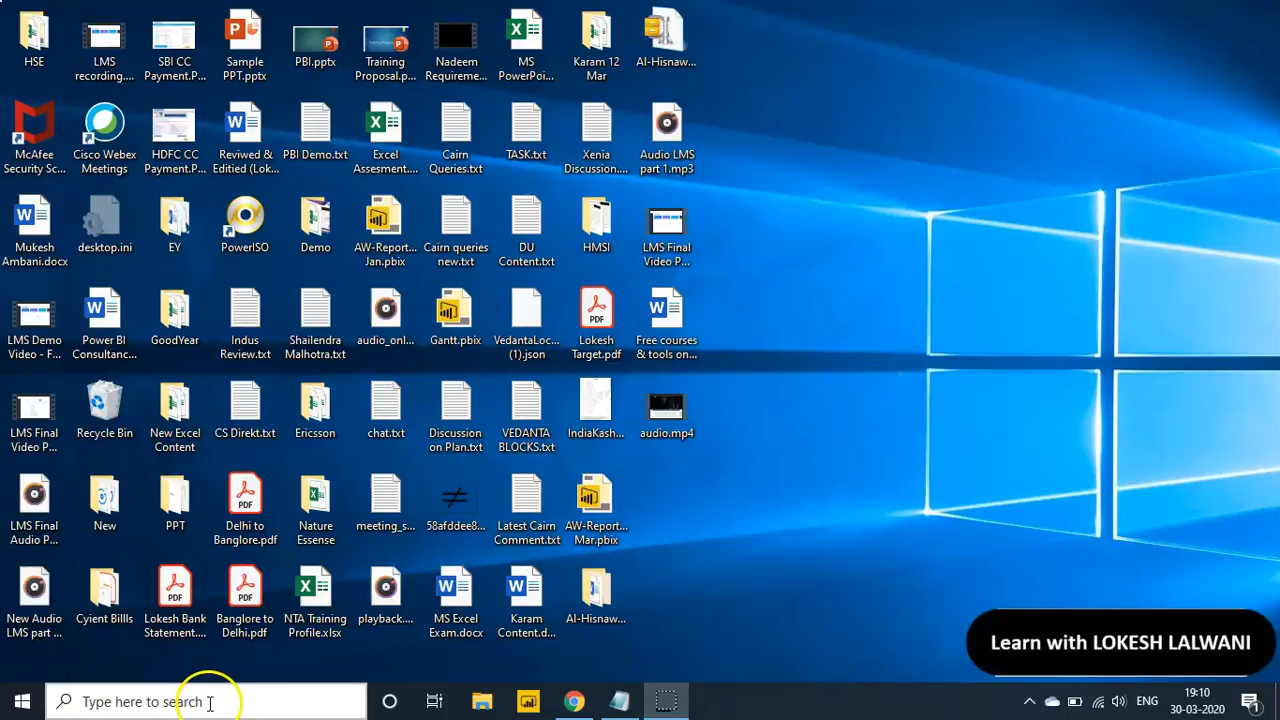 HSE
LMS
recording....
SBI CC
Payment.P...
Sample
PPT.pptx
PBI.pptx
Training
Proposal.p...
Nadeem
Requireme...
MS
PowerPoi...
Karam 12
Mar
Al-Hisnaw...
McAfee
Security Sc...
Cisco Webex
Meetings
HDFC CC
Payment.P...
Reviwed &
Editied (Lok...
PBI Demo.txt
Excel
Assesment....
Cairn
Queries.txt
TASK.txt
Xenia
Discussion....
Audio LMS
part 1.mp3
Mukesh
Ambani.docx
desktop.ini
EY
PowerISO
Demo
AW-Report...
Jan.pbix
Cairn queries
new.txt
DU
Content.txt
HMSI
LMS Final
Video P...
LMS Demo
Video - F...
Power BI
Consultanc...
GoodYear
Indus
Review.txt
Shailendra
Malhotra.txt
audio_onl...
Gantt.pbix
VedantaLoc...
(1).json
PDF
Lokesh
Target.pdf
Free courses
& tools on...
LMS Final
Video P...
Recycle Bin
New Excel
Content
CS Direkt.txt
Ericsson
chat.txt
Discussion
on Plan.txt
VEDANTA
BLOCKS.txt
IndiaKash...
audio.mp4
LMS Final
Audio P...
New
PPT
PDF
Delhi to
Banglore.pdf
Nature
Essense
meeting_s...
58afddee8...
Latest Cairn
Comment.txt
AW-Report...
Mar.pbix
New Audio
LMS part ...
Cyient Billls
PDF
Lokesh Bank
Statement....
PDF
Banglore to
Delhi.pdf
NTA Training
Profile.xlsx
playback....
MS Excel
Exam.docx
Karam
Content.d...
Al-Hisnaw...
Learn with LOKESH LALWANI
Type here to search
ENG
19:10
30-03-2020
1